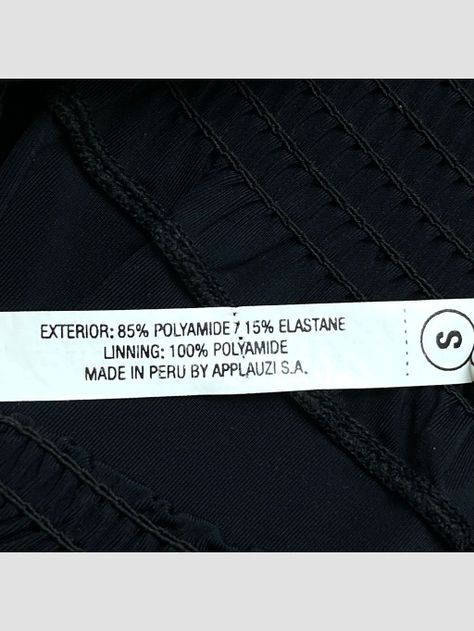 EXTERIOR: 85% POLYAMIDE / 15% ELASTANE
LINNING: 100% POLYAMIDE
MADE IN PERU BY APPLAUZI S.A.
S